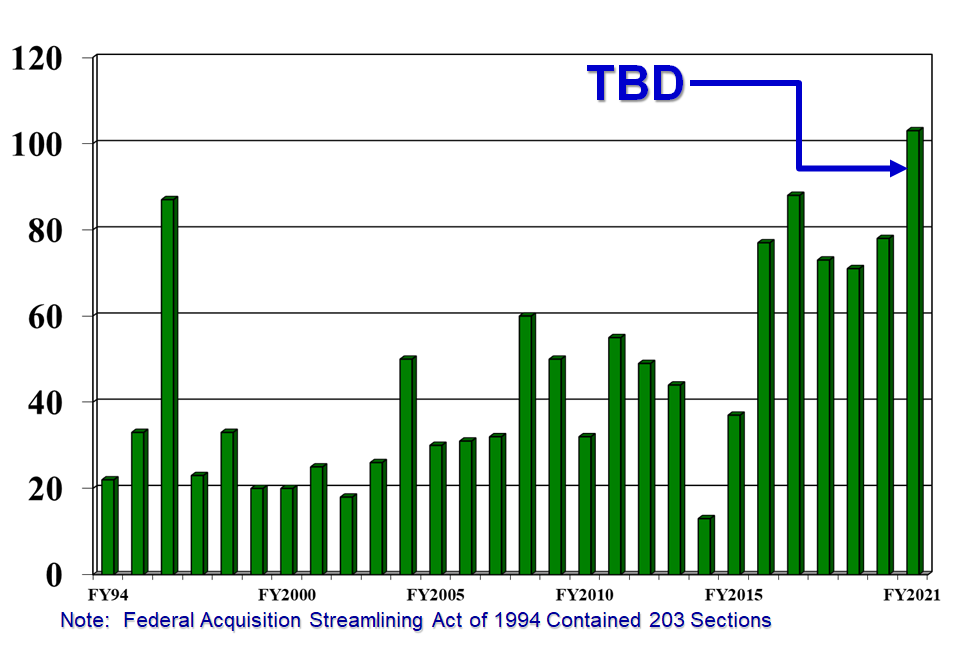 120
TBD
100
80
60
40
20
0
FY94 FY2000 FY2005 FY2010 FY2015 FY2021
Note: Federal Acquisition Streamlining Act of 1994 Contained 203 Sections